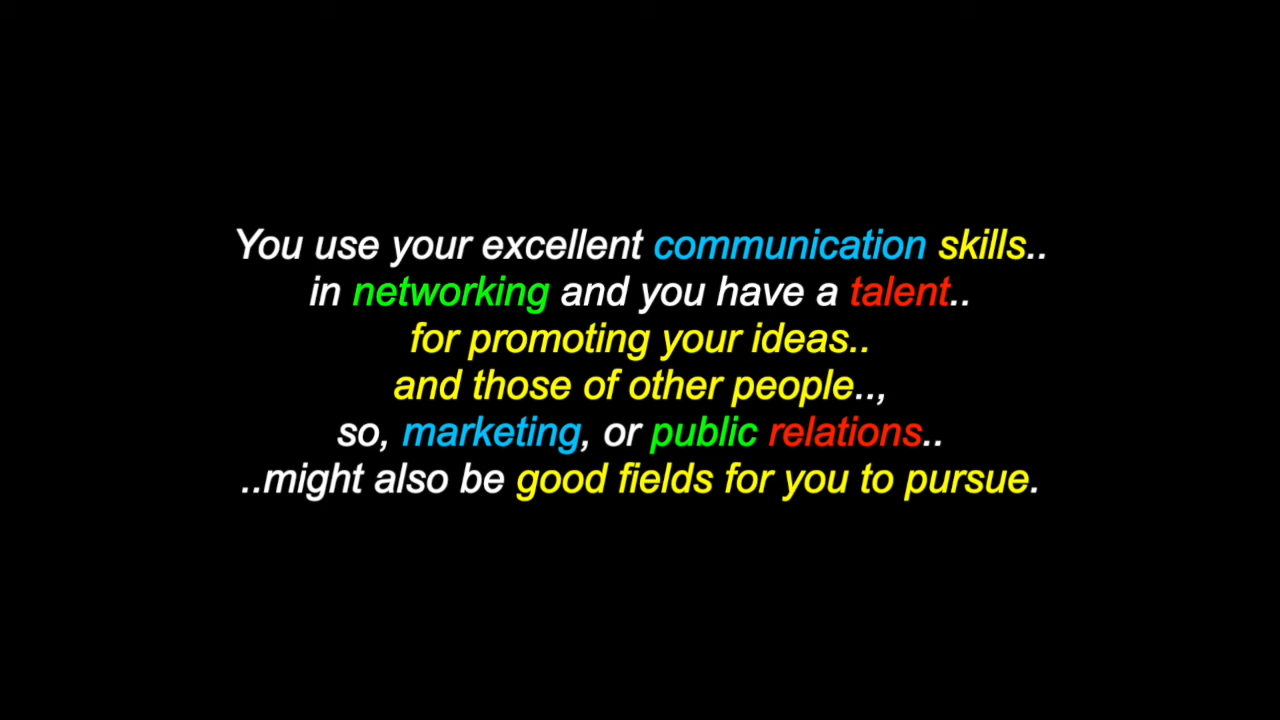 You use your excellent communication skills..
in networking and you have a talent..
for promoting your ideas..
and those of other people..,
so, marketing, or public relations..
..might also be good fields for you to pursue.